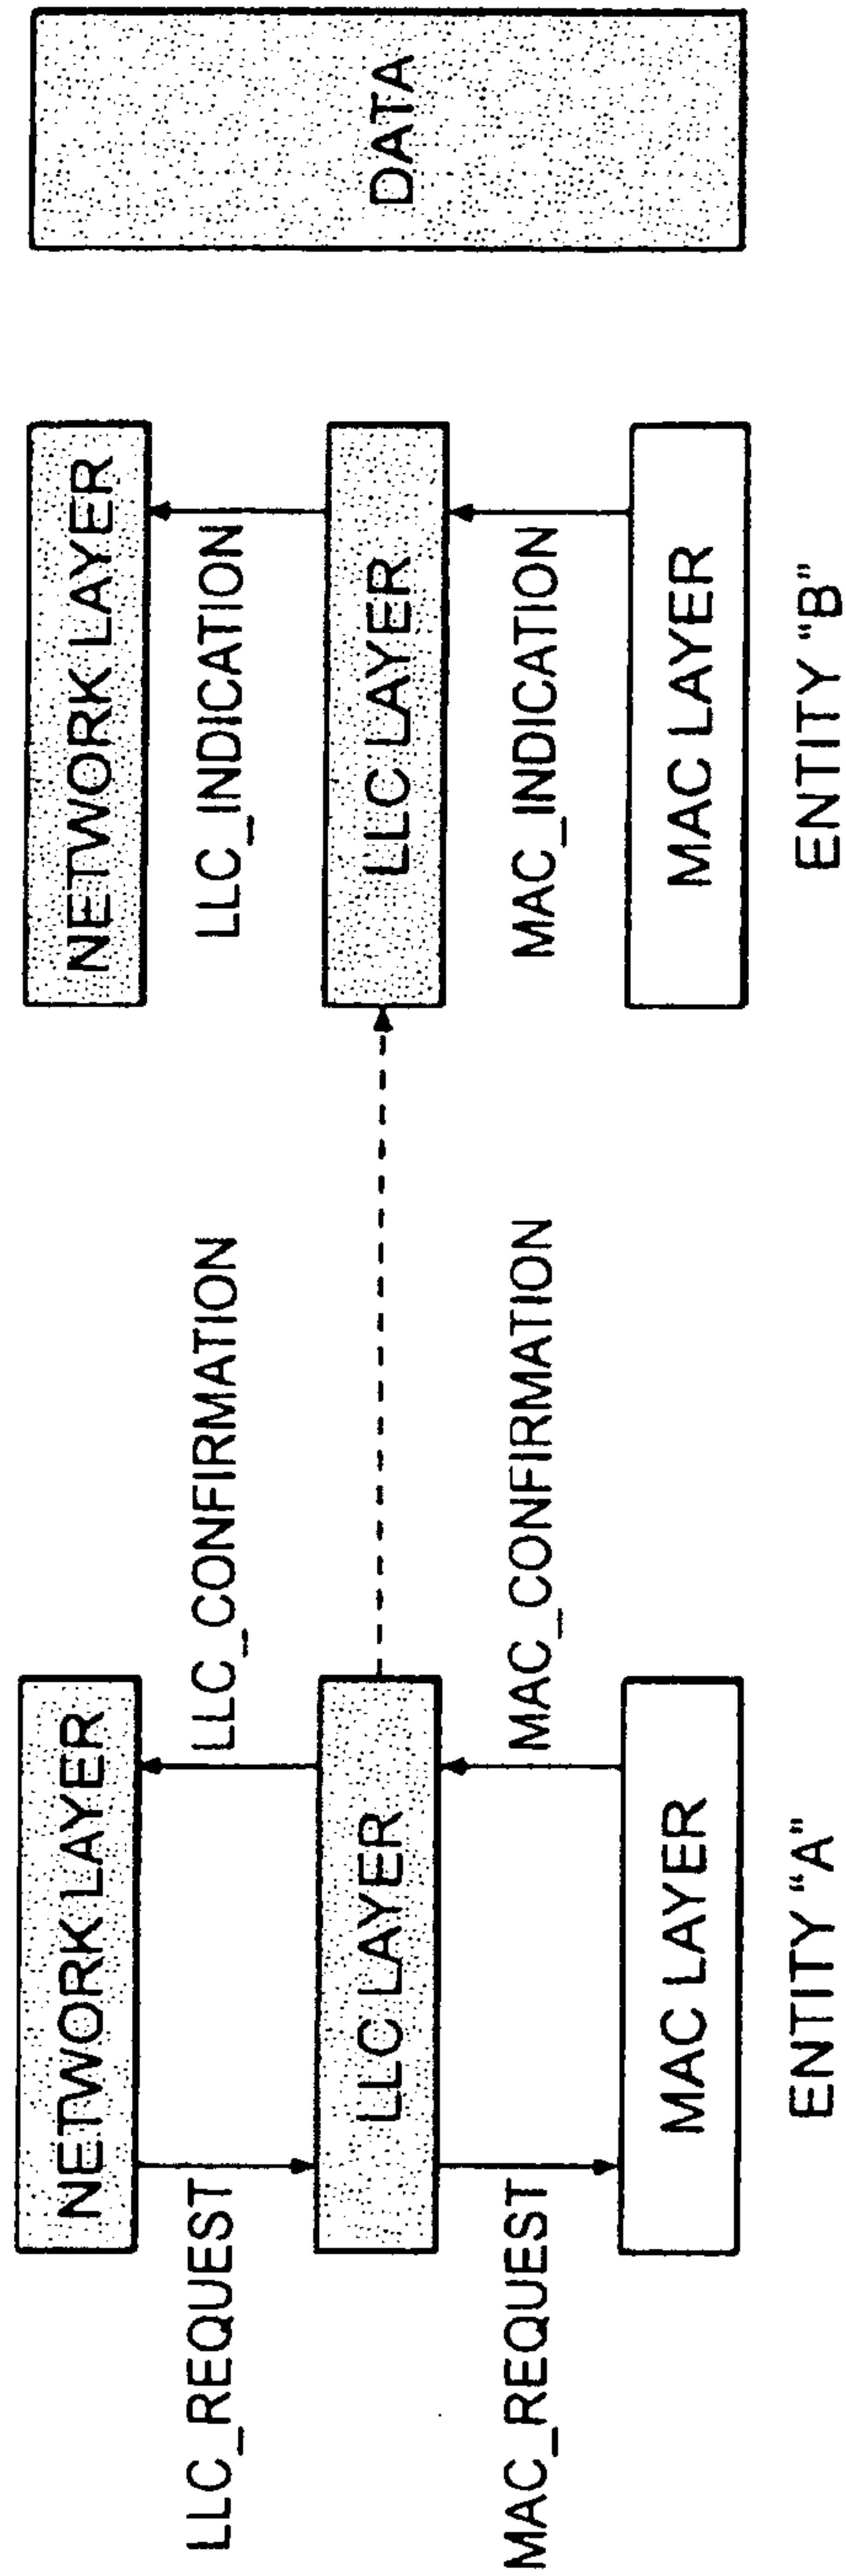 NETWORK LAYER
LLC_REQUEST
LLC_CONFIRMATION
LLC LAYER
MAC_REQUEST
MAC_CONFIRMATION
MAC LAYER
ENTITY “A”
NETWORK LAYER
LLC_INDICATION
LLC LAYER
MAC_INDICATION
MAC LAYER
ENTITY “B”
DATA